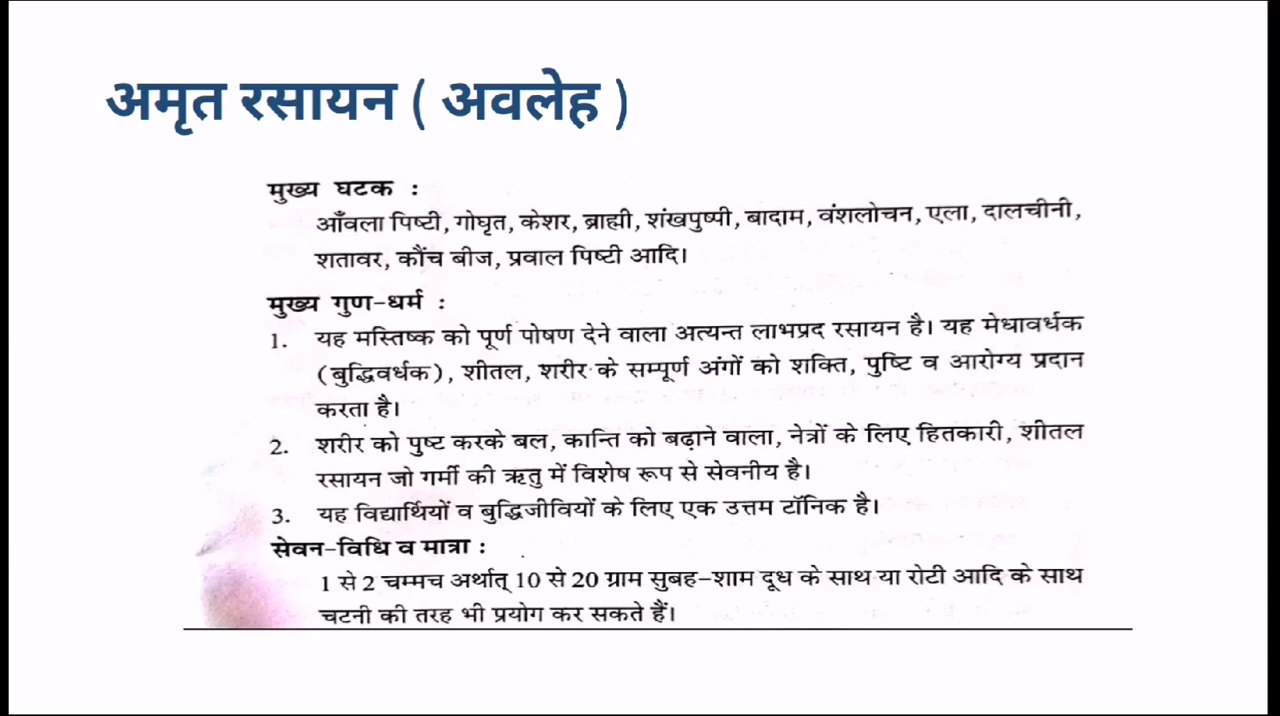 अमृत रसायन ( अवलेह )
मुख्य घटक :
आँवला पिष्टी, गोघृत, केशर, ब्राह्मी, शंखपुष्पी, बादाम, वंशलोचन, एला, दालचीनी,
शतावर, कौंच बीज, प्रवाल पिष्टी आदि।
मुख्य गुण-धर्म :
1. यह मस्तिष्क को पूर्ण पोषण देने वाला अत्यन्त लाभप्रद रसायन है। यह मेधावर्धक
(बुद्धिवर्धक), शीतल, शरीर के सम्पूर्ण अंगों को शक्ति, पुष्टि व आरोग्य प्रदान
करता है।
2. शरीर को पुष्ट करके बल, कान्ति को बढ़ाने वाला, नेत्रों के लिए हितकारी, शीतल
रसायन जो गर्मी की ऋतु में विशेष रूप से सेवनीय है।
3. यह विद्यार्थियों व बुद्धिजीवियों के लिए एक उत्तम टॉनिक है।
सेवन-विधि व मात्रा :
1 से 2 चम्मच अर्थात् 10 से 20 ग्राम सुबह-शाम दूध के साथ या रोटी आदि के साथ
चटनी की तरह भी प्रयोग कर सकते हैं।